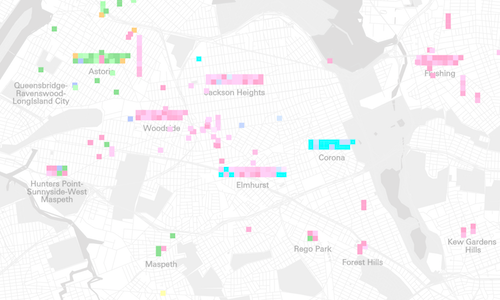 Astoria
Queensbridge-
Ravenswood-
LongIsland City
Jackson Heights
Flushing
Woodside
Corona
Elmhurst
Hunters Point-
Sunnyside-West
Maspeth
Maspeth
Rego Park
Forest Hills
Kew Gardens
Hills